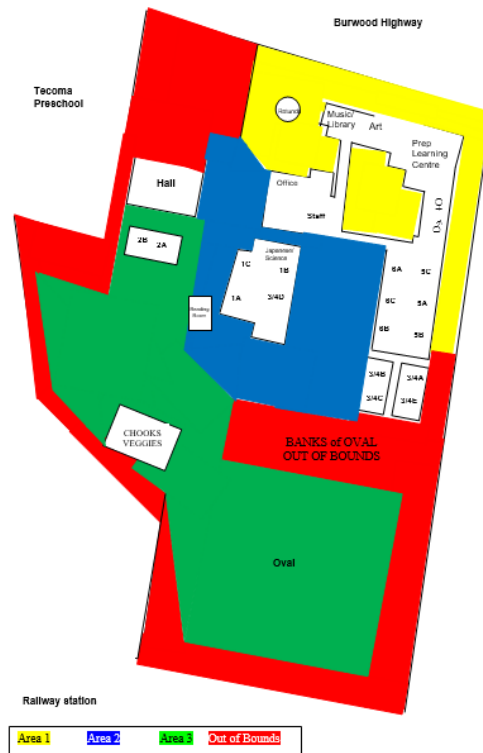 Burwood Highway
Tecoma
Preschool
Music/
Library
Art
Prep
Learning
Centre
Hall
Office
Staff
2B
2A
Japanese/
Science
1C
1B
1A
3/4D
6A
5C
6C
5A
6B
5B
3/4B
3/4A
3/4C
3/4E
CHOOKS
VEGGIES
BANKS of OVAL
OUT OF BOUNDS
Oval
Railway station
Area 1 Area 2 Area 3 Out of Bounds